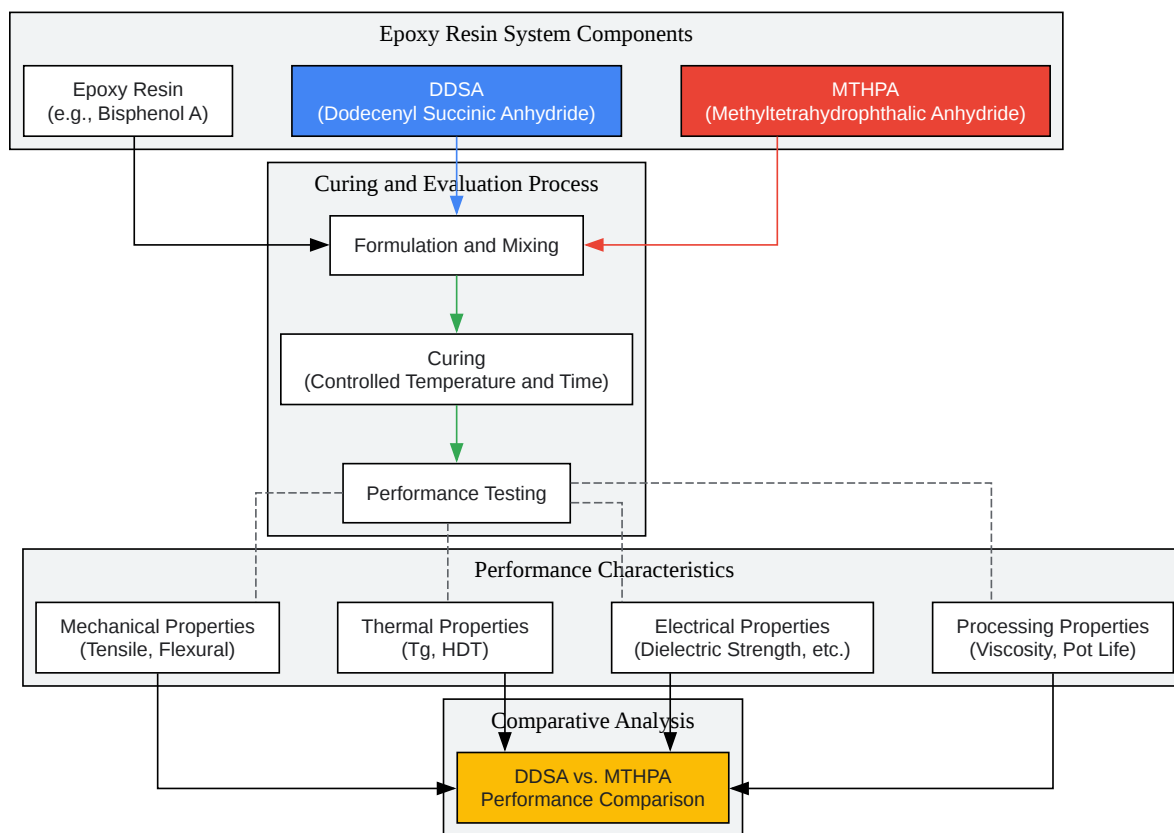 Epoxy Resin System Components
Epoxy Resin
(e.g., Bisphenol A)
DDSA
(Dodecenyl Succinic Anhydride)
MTHPA
(Methyltetrahydrophthalic Anhydride)
Curing and Evaluation Process
Formulation and Mixing
Curing
(Controlled Temperature and Time)
Performance Testing
Performance Characteristics
Mechanical Properties
(Tensile, Flexural)
Thermal Properties
(Tg, HDT)
Electrical Properties
(Dielectric Strength, etc.)
Processing Properties
(Viscosity, Pot Life)
Comparative Analysis
DDSA vs. MTHPA
Performance Comparison